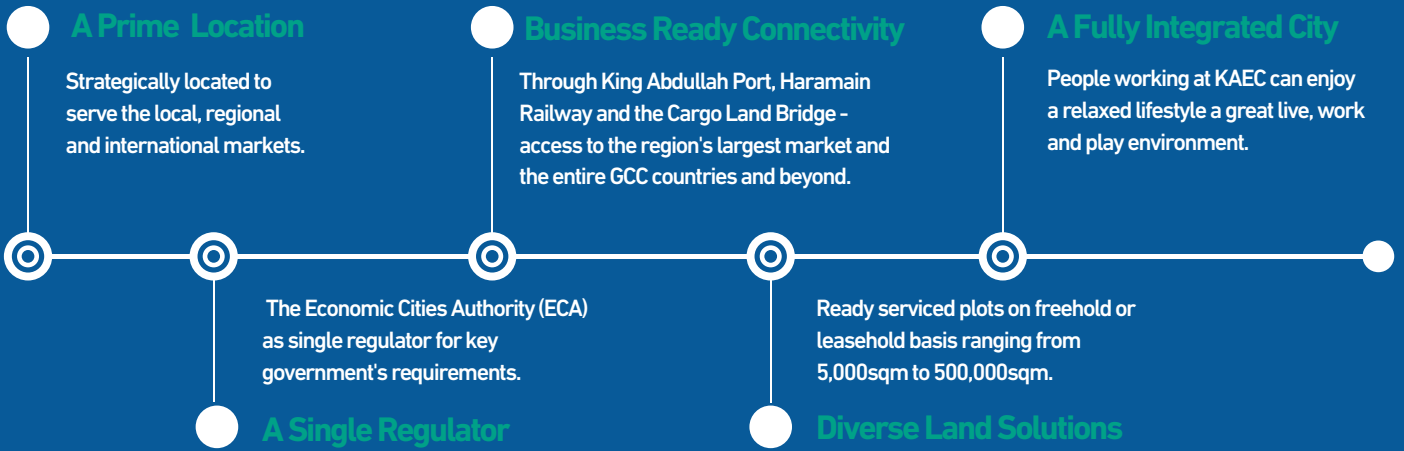 A Prime Location
Strategically located to
serve the local, regional
and international markets.
Business Ready Connectivity
Through King Abdullah Port, Haramain
Railway and the Cargo Land Bridge -
access to the region's largest market and
the entire GCC countries and beyond.
A Fully Integrated City
People working at KAEC can enjoy
a relaxed lifestyle a great live, work
and play environment.
The Economic Cities Authority (ECA)
as single regulator for key
government's requirements.
A Single Regulator
Ready serviced plots on freehold or
leasehold basis ranging from
5,000sqm to 500,000sqm.
Diverse Land Solutions